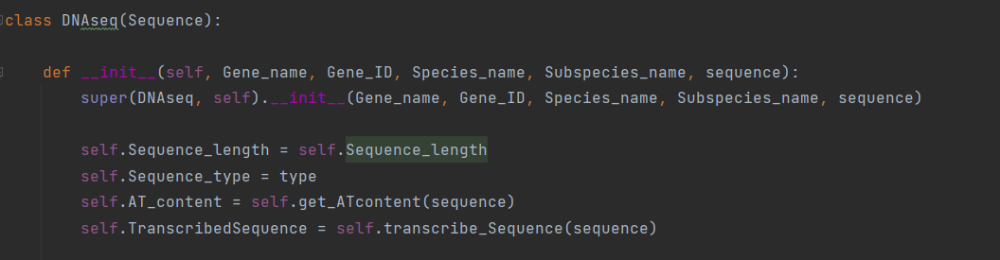 class DNAseq(Sequence):
def __init__(self, Gene_name, Gene_ID, Species_name, Subspecies_name, sequence):
super(DNAseq, self).__init__(Gene_name, Gene_ID, Species_name, Subspecies_name, sequence)
self.Sequence_length = self.Sequence_length
self.Sequence_type = type
self.AT_content = self.get_ATcontent(sequence)
self.TranscribedSequence = self.transcribe_Sequence(sequence)